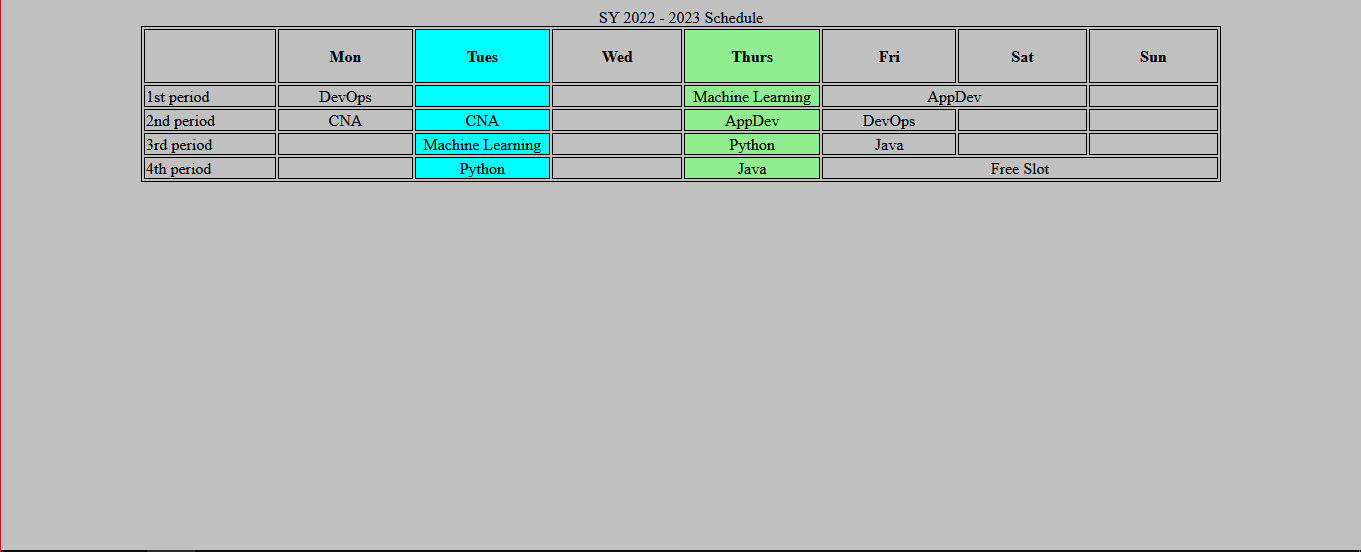 SY 2022 - 2023 Schedule
Mon Tues Wed Thurs Fri Sat Sun
1st period DevOps Machine Learning AppDev
2nd period CNA CNA AppDev DevOps
3rd period Machine Learning Python Java
4th period Python Java Free Slot